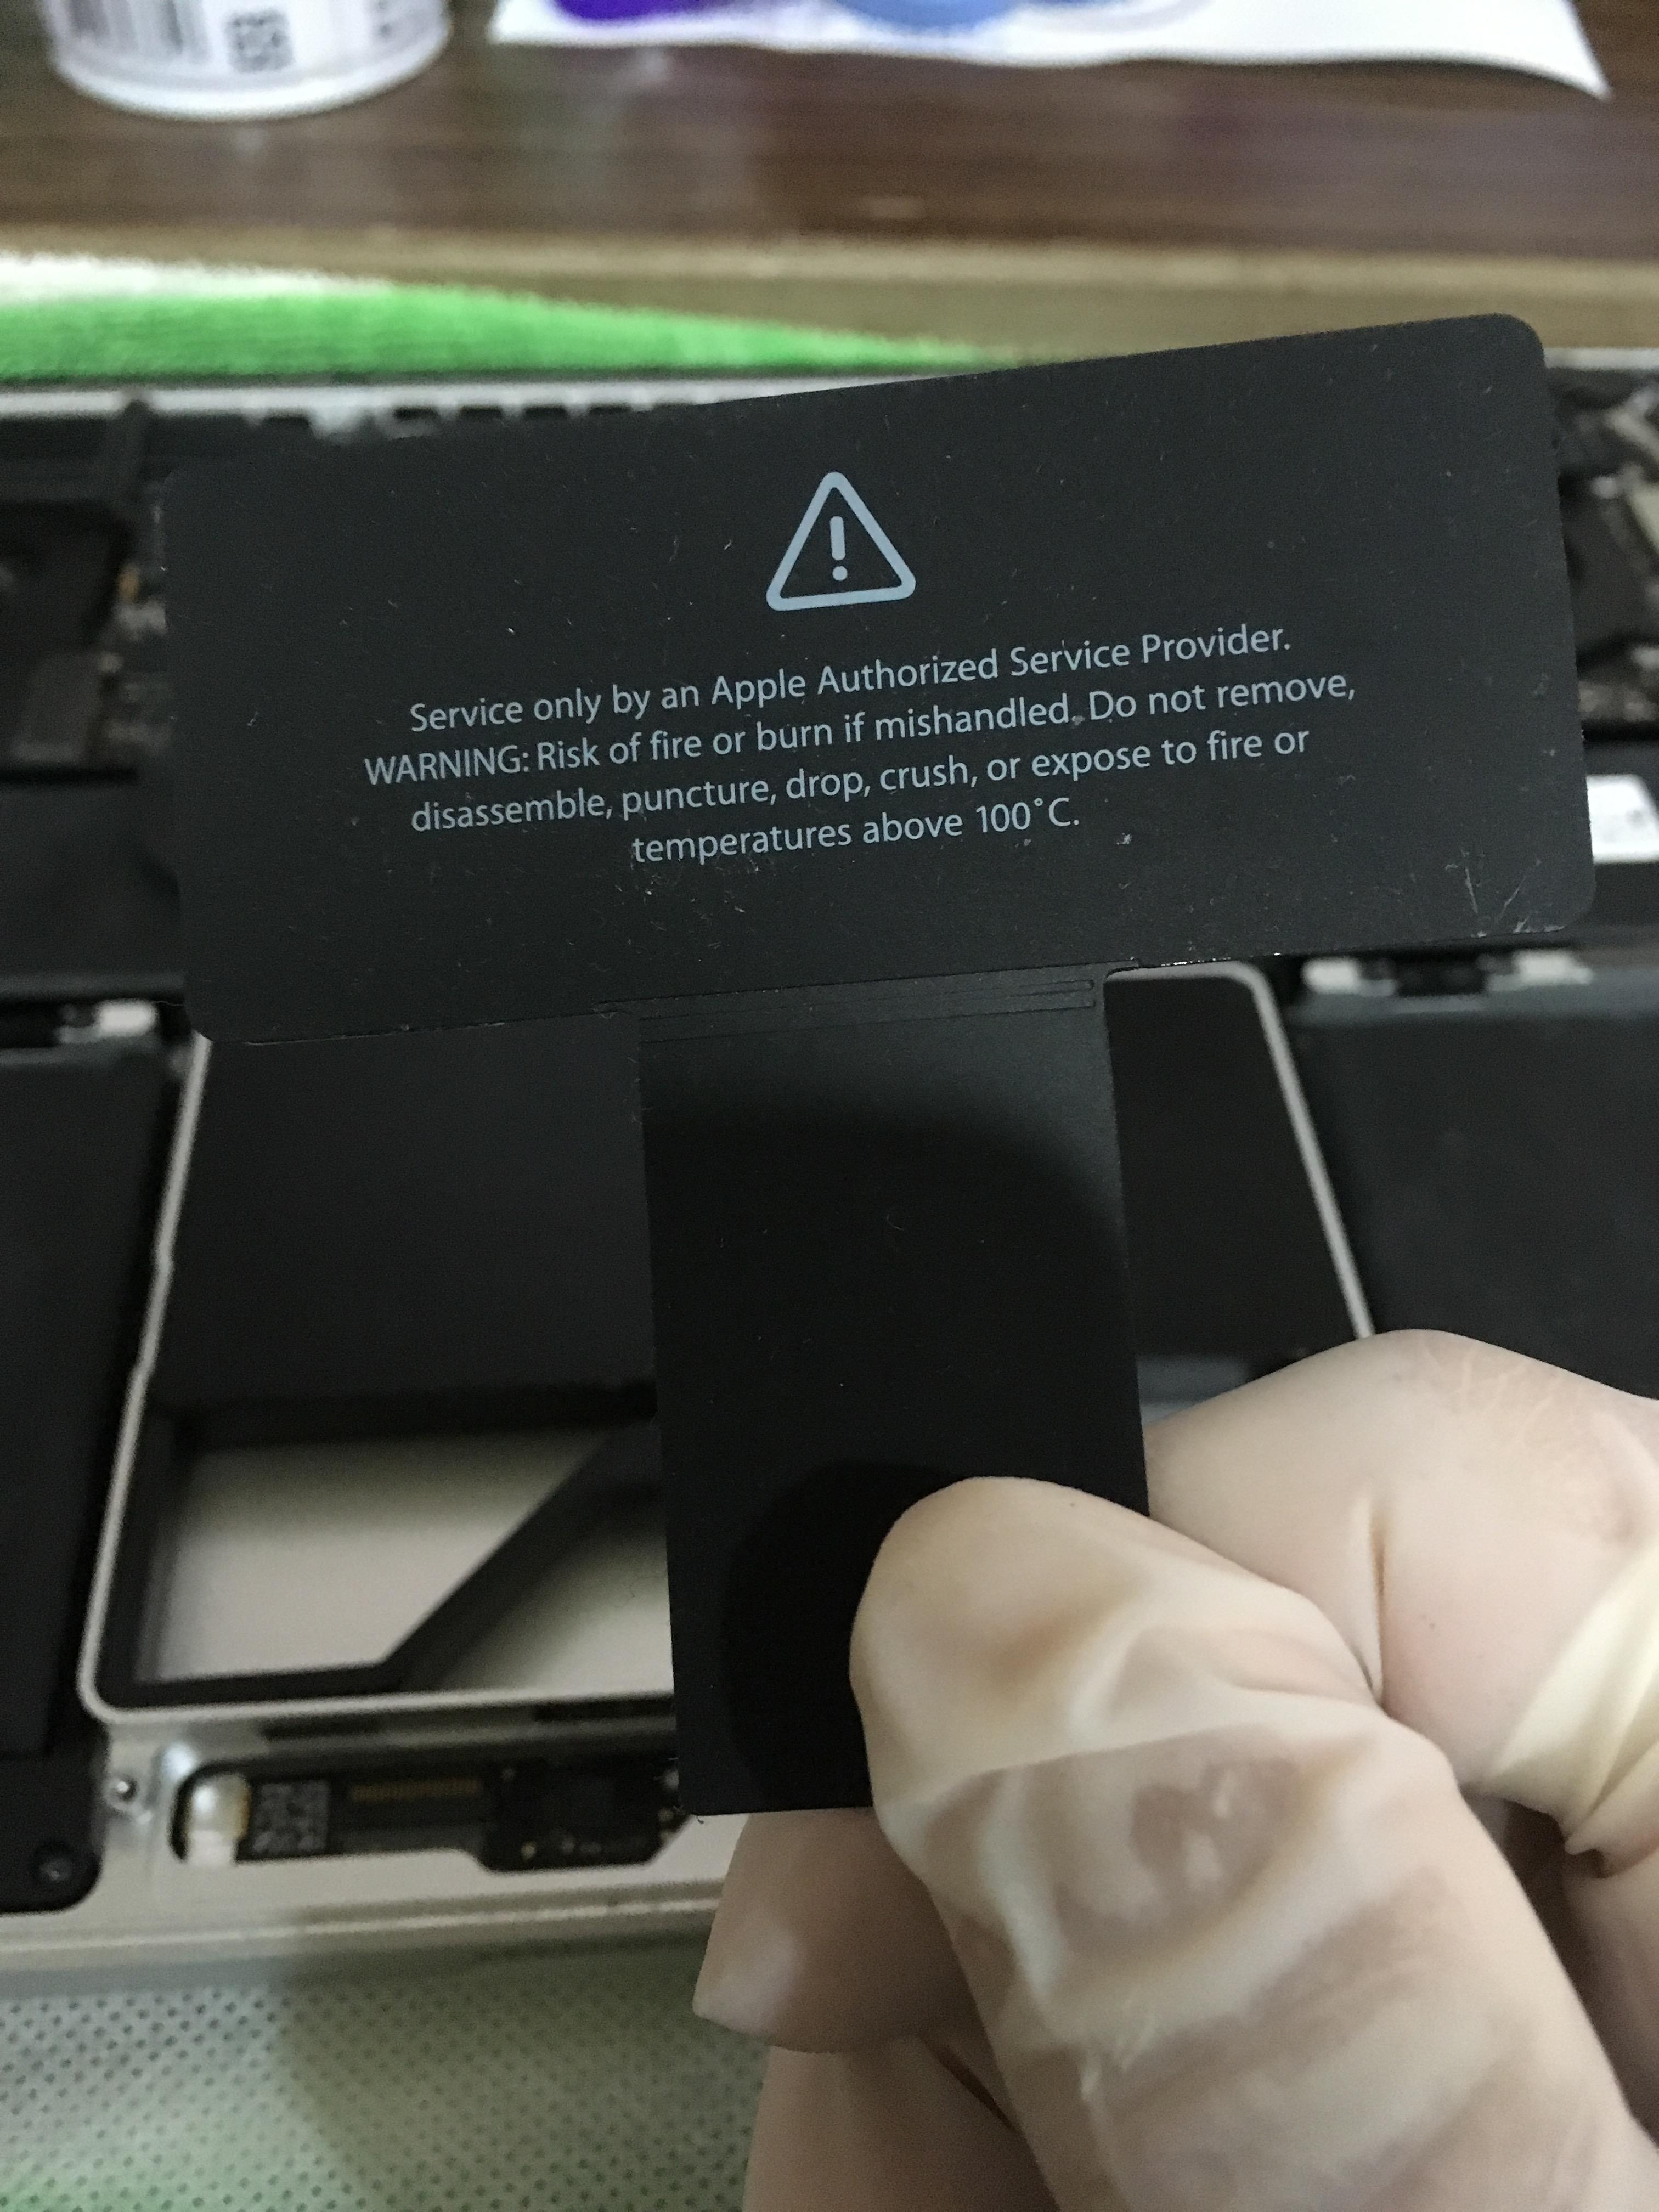 Service only by an Apple Authorized Service Provider.
WARNING: Risk of fire or burn if mishandled. Do not remove,
disassemble, puncture, drop, crush, or expose to fire or
temperatures above 100°C.